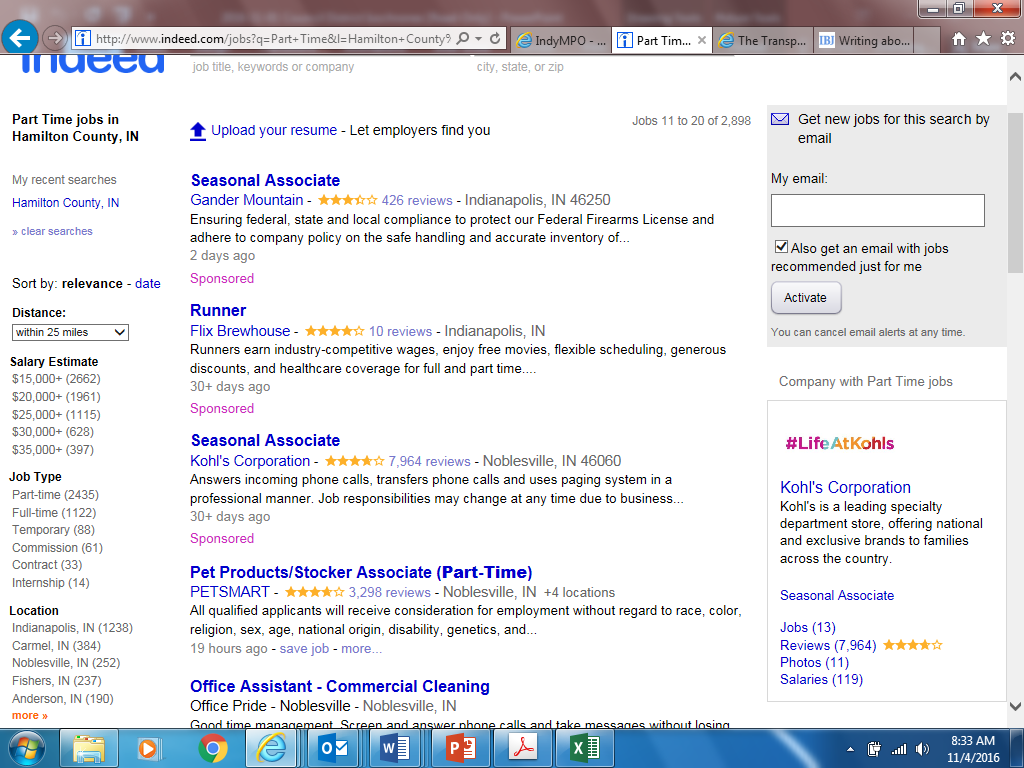 http://www.indeed.com/jobs?q=Part+Time&l=Hamilton+County%
IndyMPO - ...
Part Tim...
The Transp...
IBJ Writing abo...
indeed
job title, keywords or company
city, state, or zip
Part Time jobs in
Hamilton County, IN
My recent searches
Hamilton County, IN
» clear searches
Sort by: relevance - date
Distance:
within 25 miles
Salary Estimate
$15,000+ (2662)
$20,000+ (1961)
$25,000+ (1115)
$30,000+ (628)
$35,000+ (397)
Job Type
Part-time (2435)
Full-time (1122)
Temporary (88)
Commission (61)
Contract (33)
Internship (14)
Location
Indianapolis, IN (1238)
Carmel, IN (384)
Noblesville, IN (252)
Fishers, IN (237)
Anderson, IN (190)
more »
Upload your resume - Let employers find you
Jobs 11 to 20 of 2,898
Seasonal Associate
Gander Mountain - 426 reviews - Indianapolis, IN 46250
Ensuring federal, state and local compliance to protect our Federal Firearms License and
adhere to company policy on the safe handling and accurate inventory of...
2 days ago
Sponsored
Runner
Flix Brewhouse - 10 reviews - Indianapolis, IN
Runners earn industry-competitive wages, enjoy free movies, flexible scheduling, generous
discounts, and healthcare coverage for full and part time....
30+ days ago
Sponsored
Seasonal Associate
Kohl's Corporation - 7,964 reviews - Noblesville, IN 46060
Answers incoming phone calls, transfers phone calls and uses paging system in a
professional manner. Job responsibilities may change at any time due to business...
30+ days ago
Sponsored
Pet Products/Stocker Associate (Part-Time)
PETSMART - 3,298 reviews - Noblesville, IN +4 locations
All qualified applicants will receive consideration for employment without regard to race, color,
religion, sex, age, national origin, disability, genetics, and...
19 hours ago - save job - more...
Office Assistant - Commercial Cleaning
Office Pride - Noblesville - Noblesville, IN
Good time management. Screen and answer phone calls and take messages without losing
Get new jobs for this search by
email
My email:
Also get an email with jobs
recommended just for me
Activate
You can cancel email alerts at any time.
Company with Part Time jobs
#LifeAtKohls
Kohl's Corporation
Kohl's is a leading specialty
department store, offering national
and exclusive brands to families
across the country.
Seasonal Associate
Jobs (13)
Reviews (7,964)
Photos (11)
Salaries (119)
8:33 AM
11/4/2016